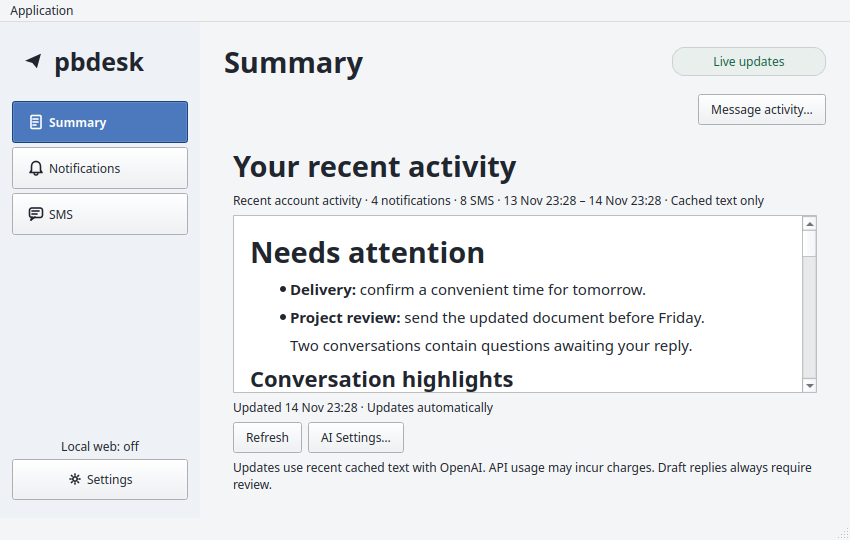 Application
pbdesk
Summary
Notifications
SMS
Local web: off
Settings
Summary
Live updates
Message activity...
Your recent activity
Recent account activity · 4 notifications · 8 SMS · 13 Nov 23:28 – 14 Nov 23:28 · Cached text only
Needs attention
• Delivery: confirm a convenient time for tomorrow.
• Project review: send the updated document before Friday.
Two conversations contain questions awaiting your reply.
Conversation highlights
Updated 14 Nov 23:28 · Updates automatically
Refresh
AI Settings...
Updates use recent cached text with OpenAI. API usage may incur charges. Draft replies always require
review.